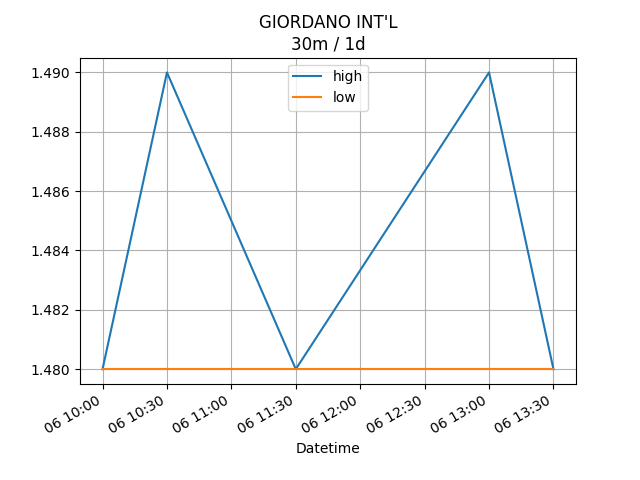 GIORDANO INT'L
30m / 1d
high
low
1.490
1.488
1.486
1.484
1.482
1.480
06 10:00
06 10:30
06 11:00
06 11:30
06 12:00
06 12:30
06 13:00
06 13:30
Datetime